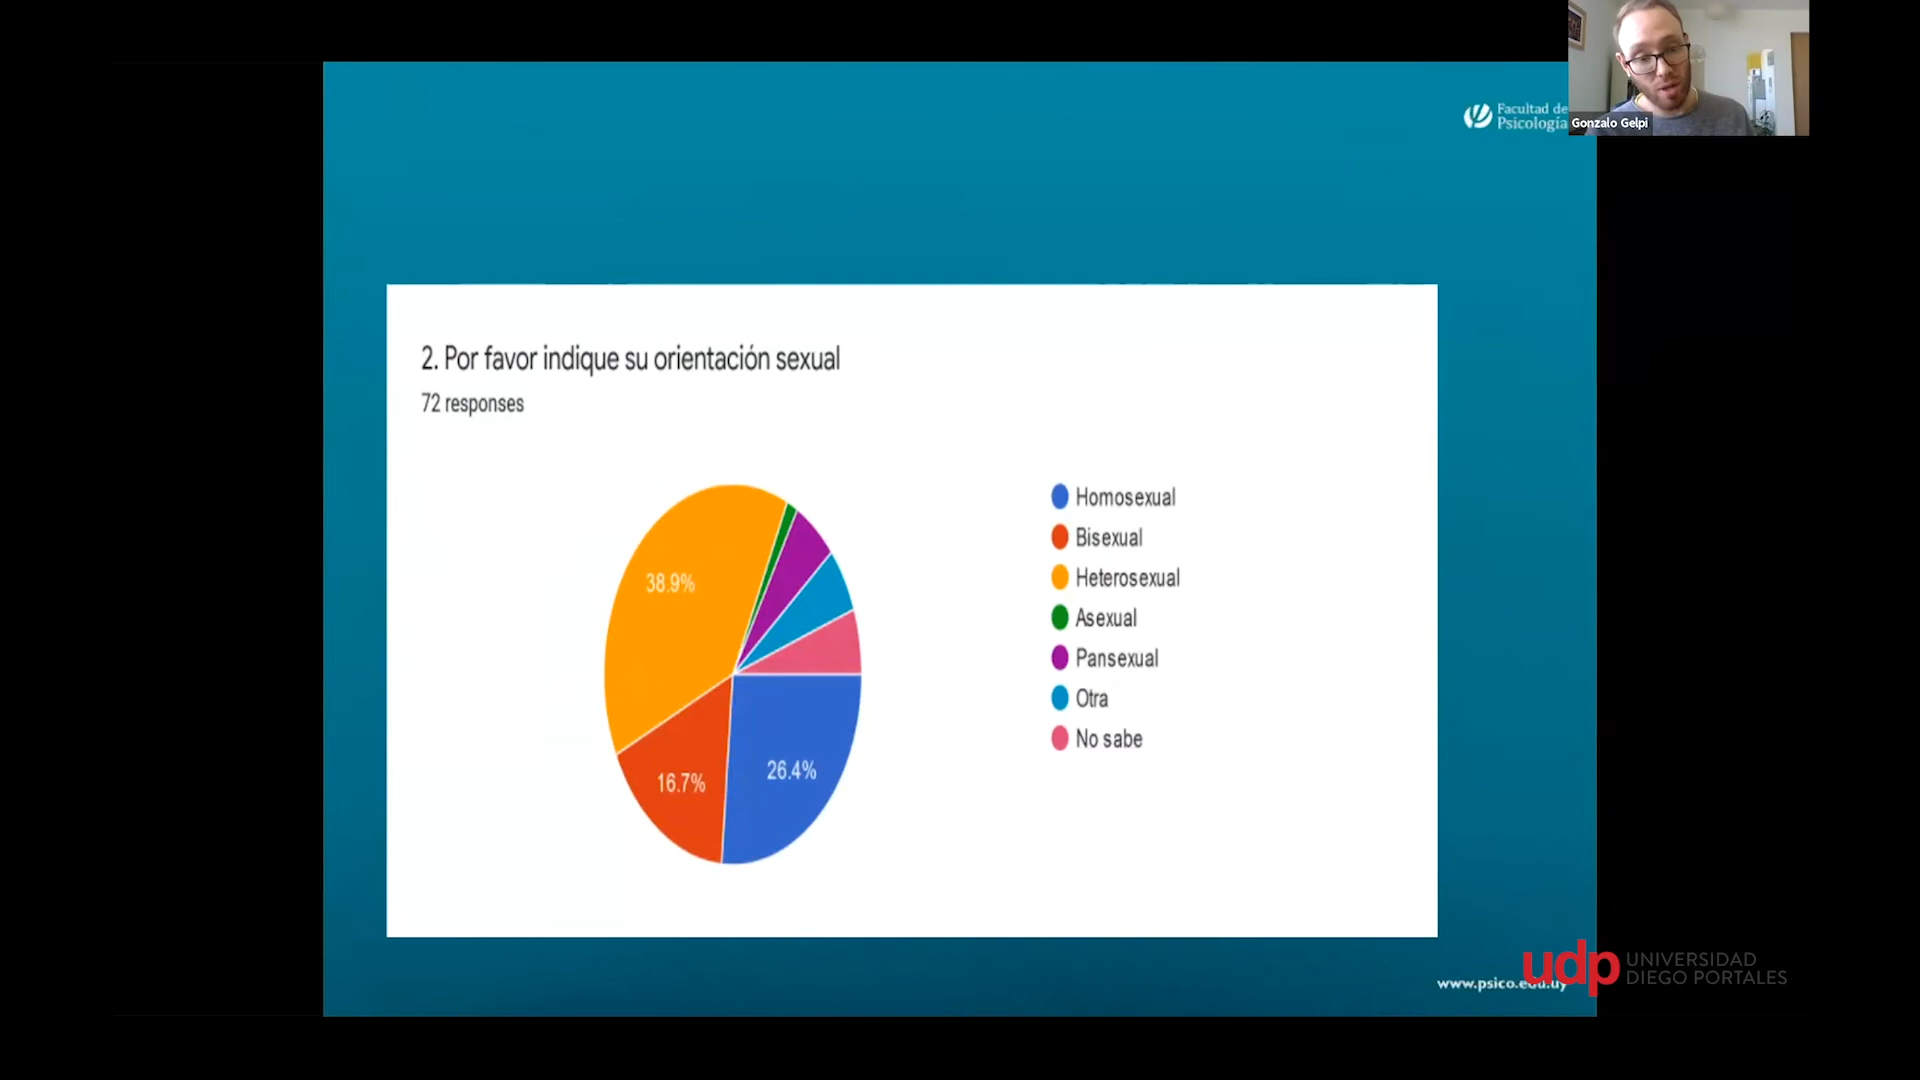 Facultad de
Psicología
Gonzalo Gelpi
2. Por favor indique su orientación sexual
72 responses
38.9%
16.7%
26.4%
Homosexual
Bisexual
Heterosexual
Asexual
Pansexual
Otra
No sabe
www.psico.edu.uy
udp UNIVERSIDAD
DIEGO PORTALES